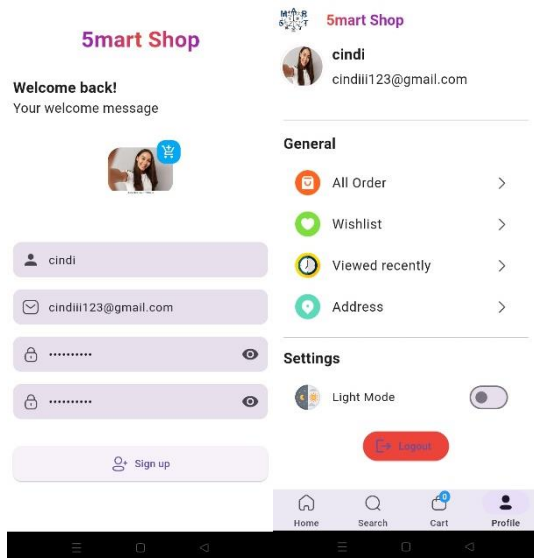 5mart Shop
Welcome back!
Your welcome message
cindi
cindiii123@gmail.com
••••••••••
••••••••••
Sign up
5mart Shop
cindi
cindiii123@gmail.com
General
All Order
Wishlist
Viewed recently
Address
Settings
Light Mode
Logout
0
Home Search Cart Profile